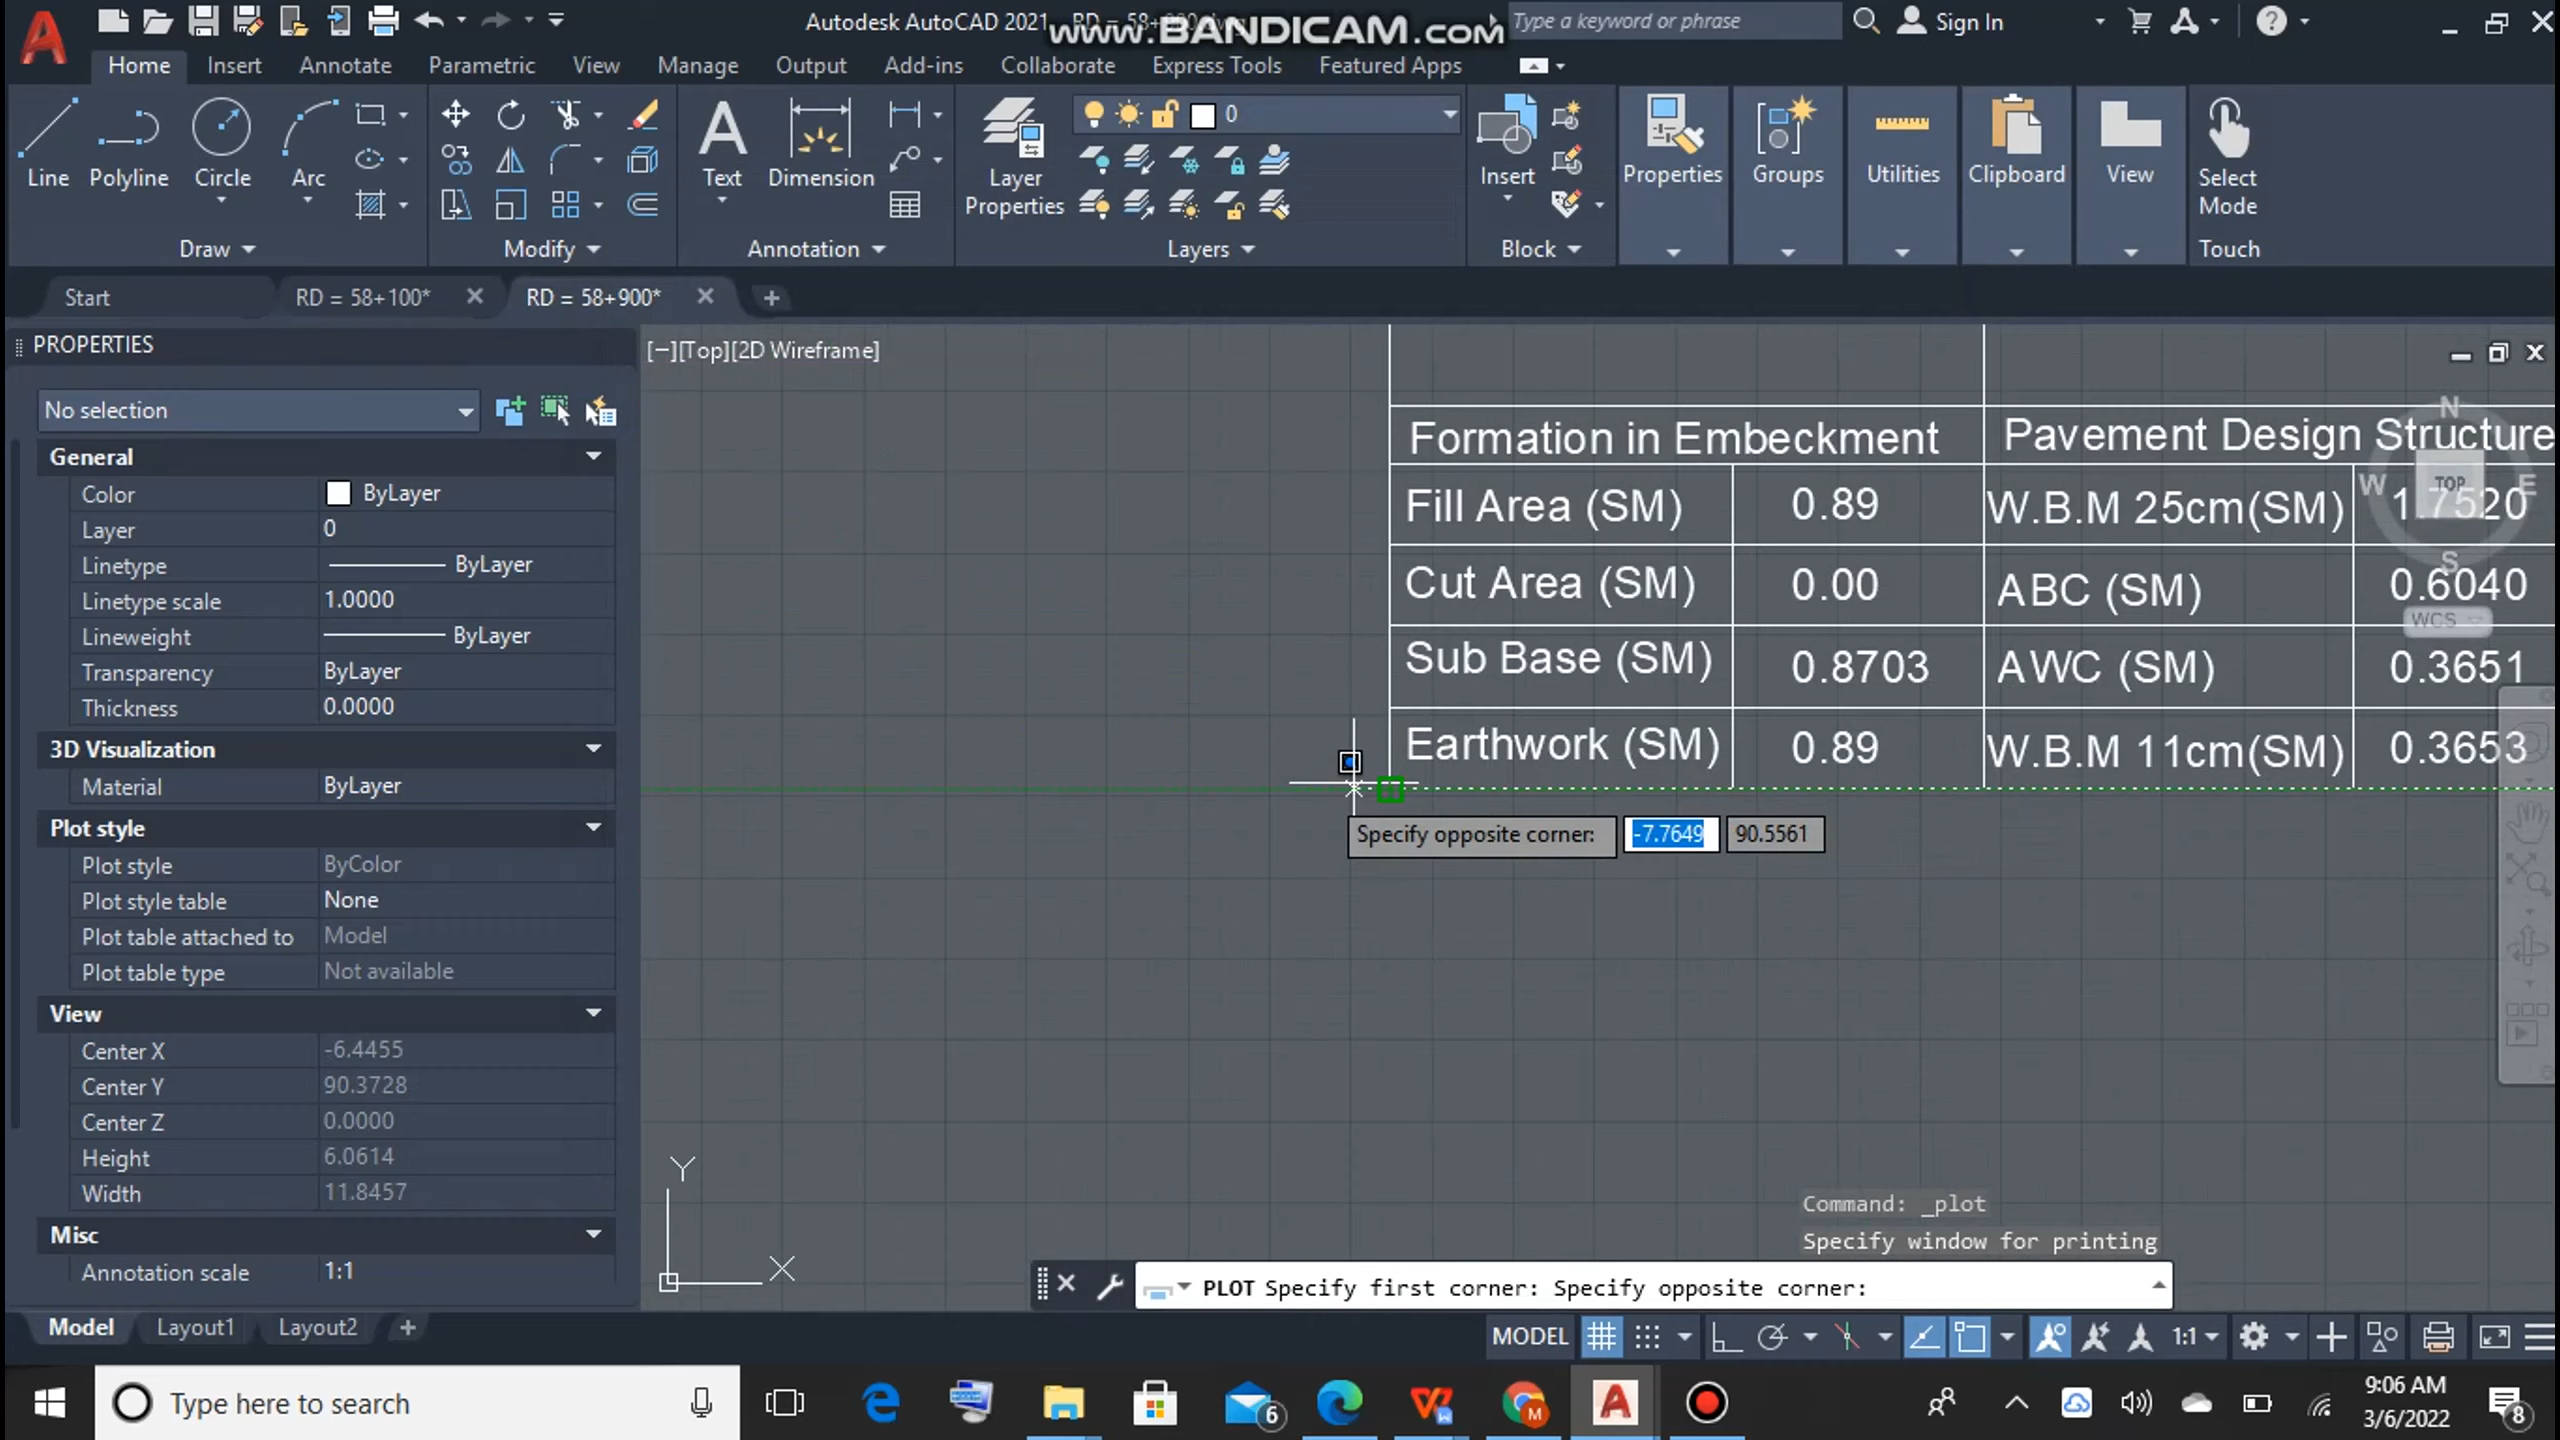 Autodesk AutoCAD 2021
www.BANDICAM.com
Type a keyword or phrase
Sign In
Home Insert Annotate Parametric View Manage Output Add-ins Collaborate Express Tools Featured Apps
0
Line Polyline Circle Arc
Text Dimension
Layer Properties
Insert
Properties Groups Utilities Clipboard View
Select Mode
Draw Modify Annotation Layers Block Touch
Start RD = 58+100* RD = 58+900*
PROPERTIES
[−][Top][2D Wireframe]
No selection
General
Color ByLayer
Layer 0
Linetype ByLayer
Linetype scale 1.0000
Lineweight ByLayer
Transparency ByLayer
Thickness 0.0000
3D Visualization
Material ByLayer
Plot style
Plot style ByColor
Plot style table None
Plot table attached to Model
Plot table type Not available
View
Center X -6.4455
Center Y 90.3728
Center Z 0.0000
Height 6.0614
Width 11.8457
Misc
Annotation scale 1:1
Formation in Embeckment Pavement Design Structure
Fill Area (SM) 0.89 W.B.M 25cm(SM) 1.7520
Cut Area (SM) 0.00 ABC (SM) 0.6040
Sub Base (SM) 0.8703 AWC (SM) 0.3651
Earthwork (SM) 0.89 W.B.M 11cm(SM) 0.3653
N
W TOP E
S
WCS
Specify opposite corner: -7.7649 90.5561
Y
X
Command: _plot
Specify window for printing
PLOT Specify first corner: Specify opposite corner:
Model Layout1 Layout2
MODEL 1:1
Type here to search
6
M
9:06 AM
3/6/2022
8